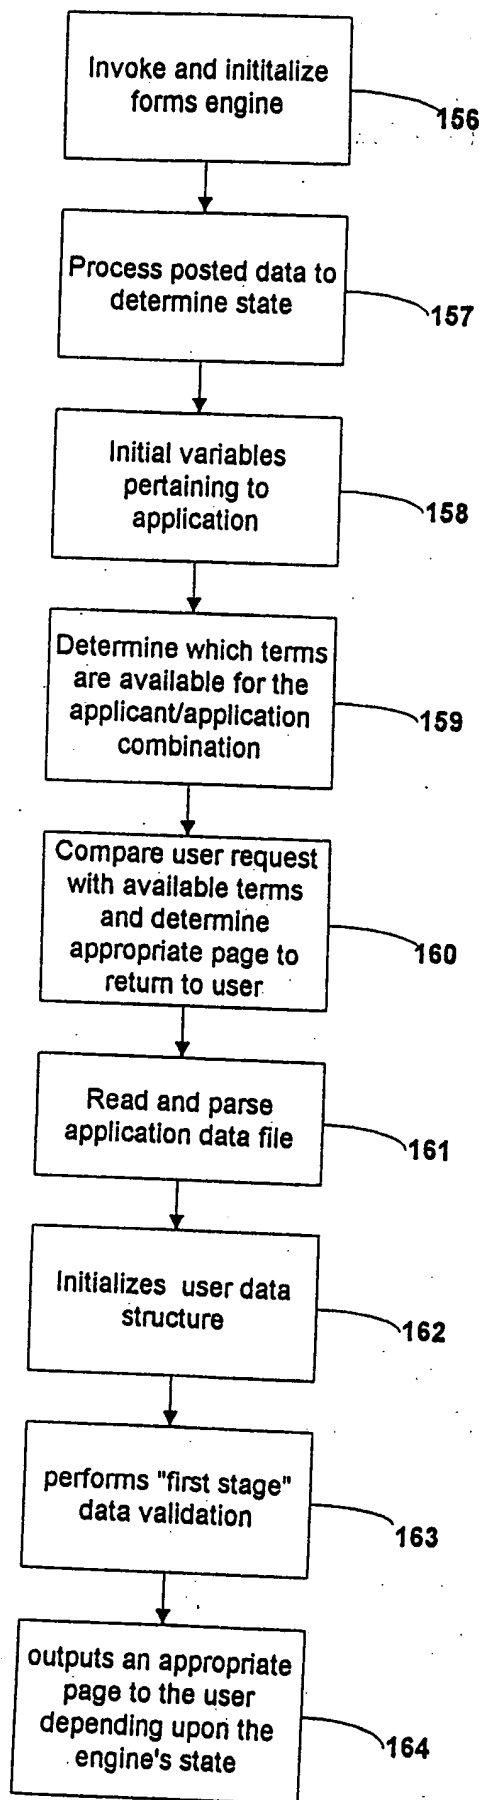 Invoke and inititalize
forms engine
156
Process posted data to
determine state
157
Initial variables
pertaining to
application
158
Determine which terms
are available for the
applicant/application
combination
159
Compare user request
with available terms
and determine
appropriate page to
return to user
160
Read and parse
application data file
161
Initializes user data
structure
162
performs "first stage"
data validation
163
outputs an appropriate
page to the user
depending upon the
engine's state
164